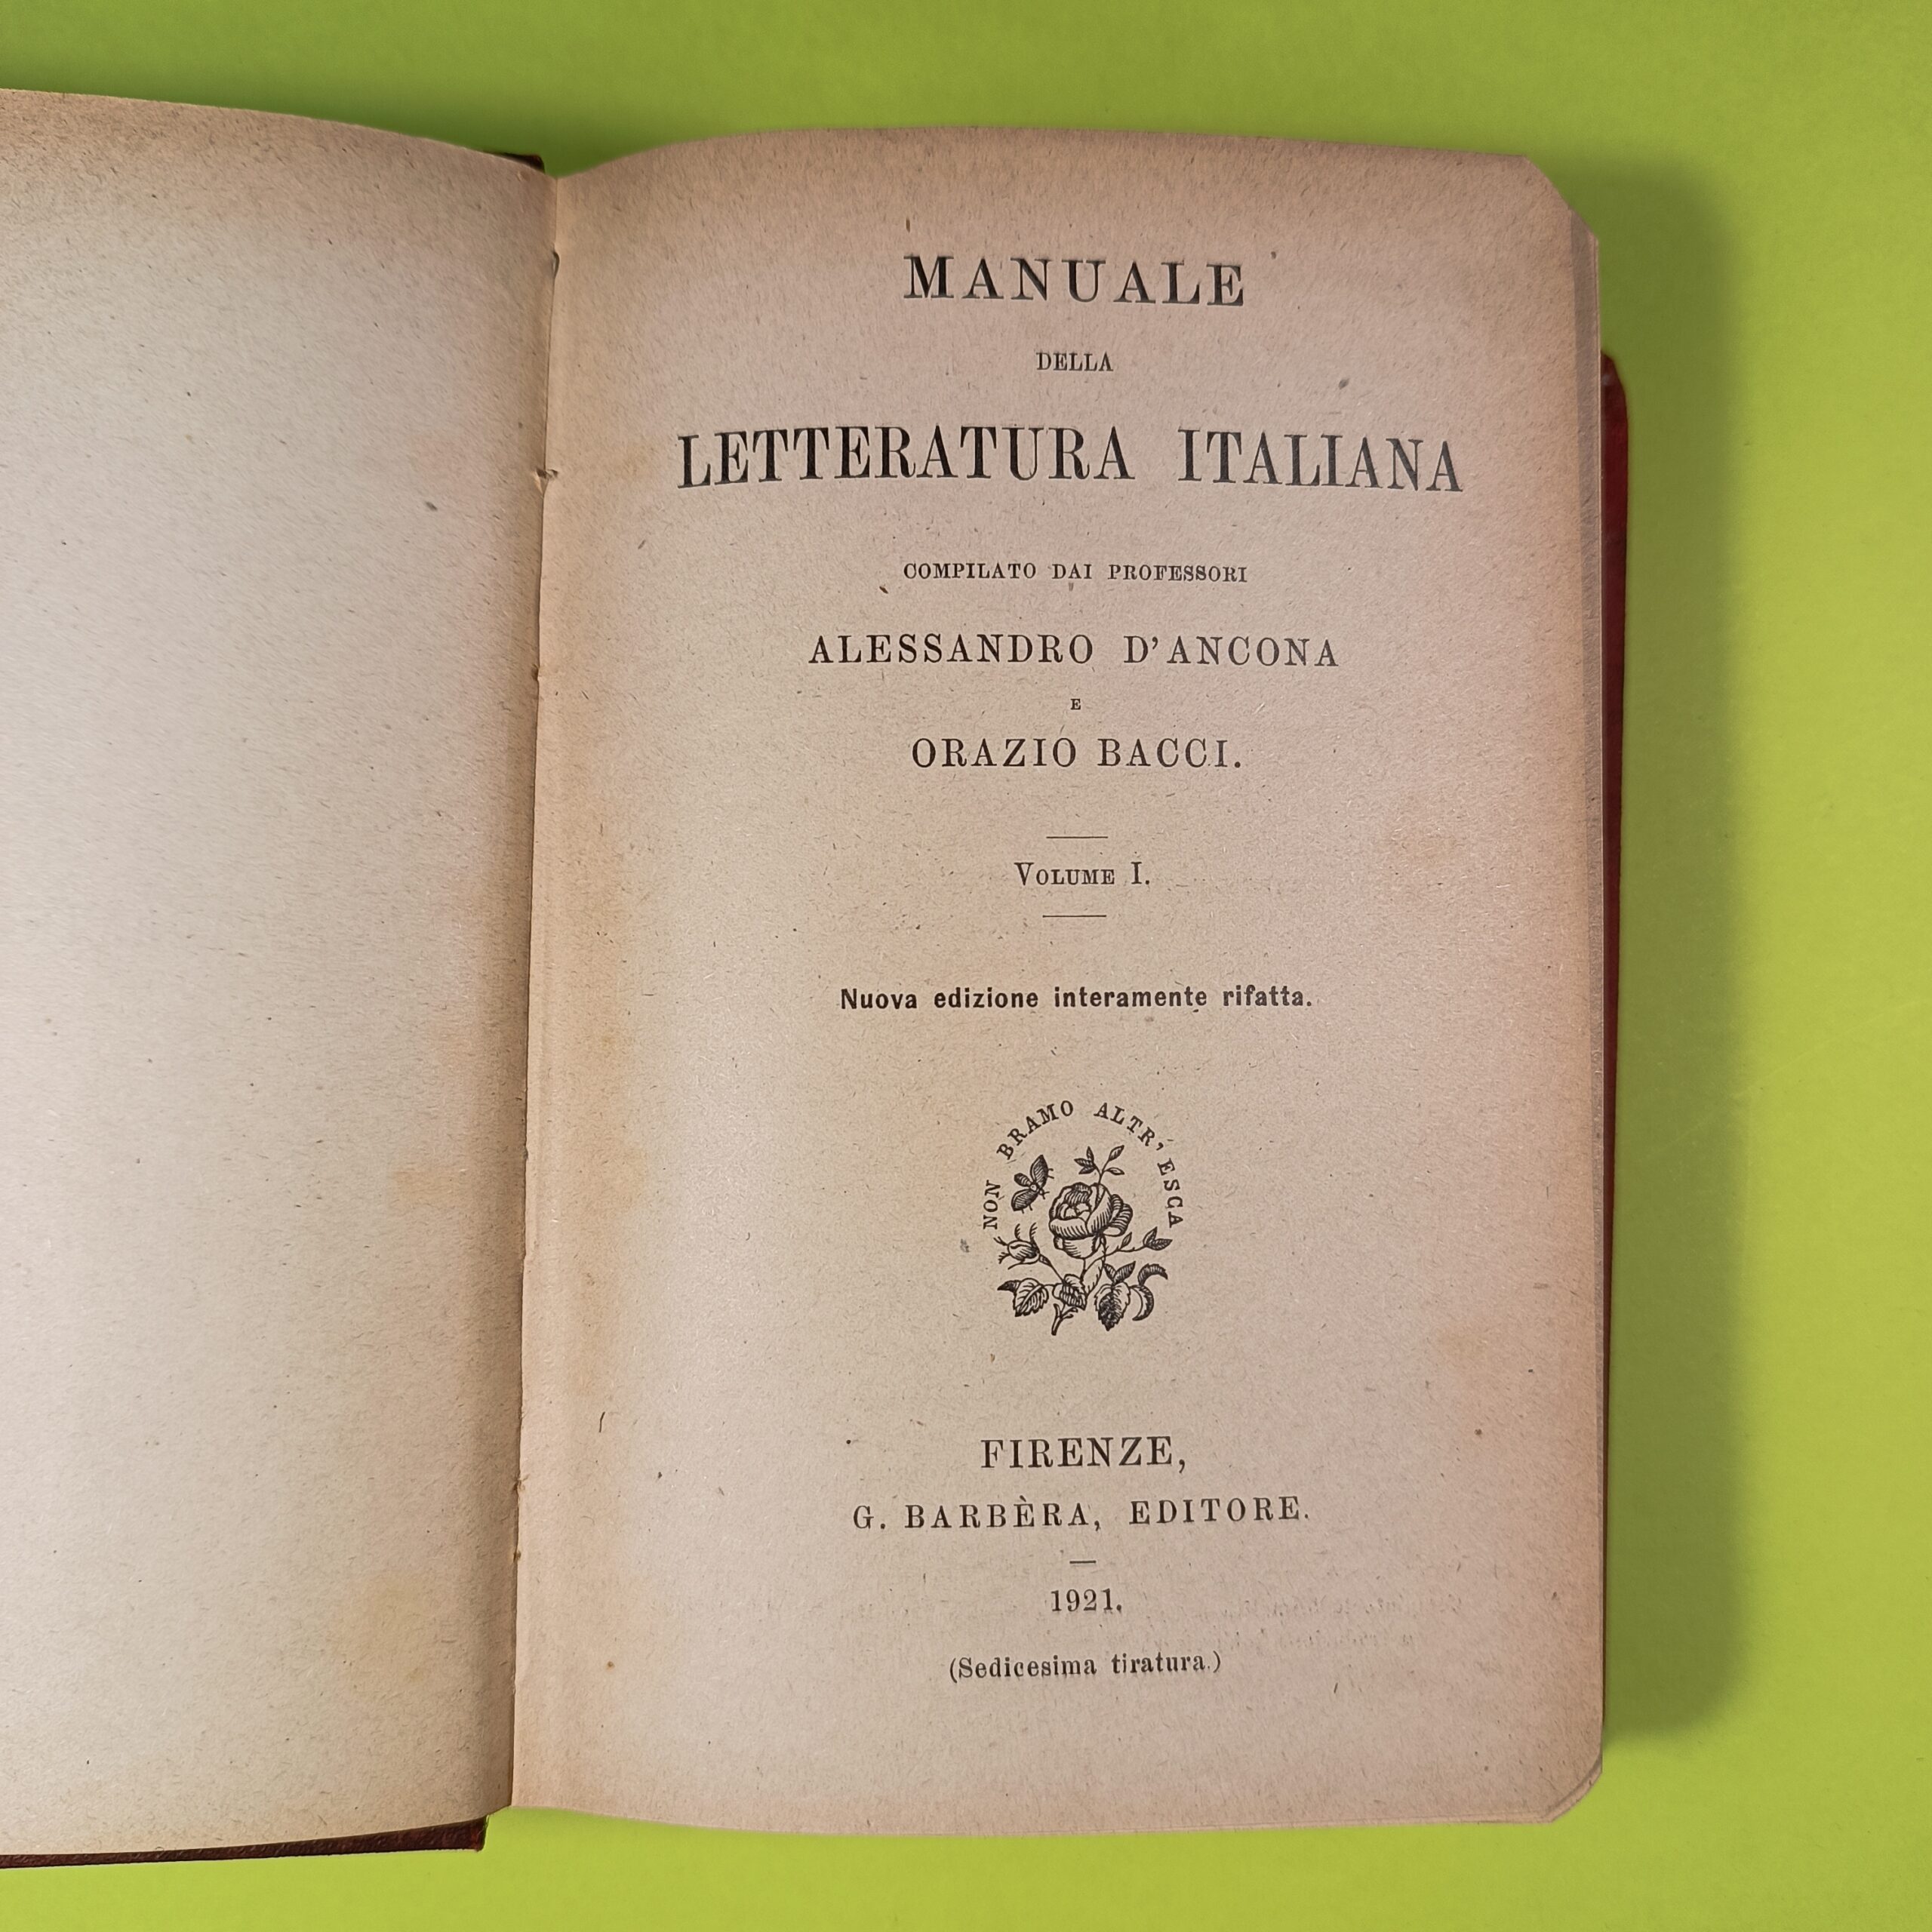 MANUALE
DELLA
LETTERATURA ITALIANA
COMPILATO DAI PROFESSORI
ALESSANDRO D'ANCONA
E
ORAZIO BACCI.
VOLUME I.
Nuova edizione interamente rifatta.
NON BRAMO ALTR' ESCA
FIRENZE,
G. BARBÈRA, EDITORE.
1921.
(Sedicesima tiratura.)